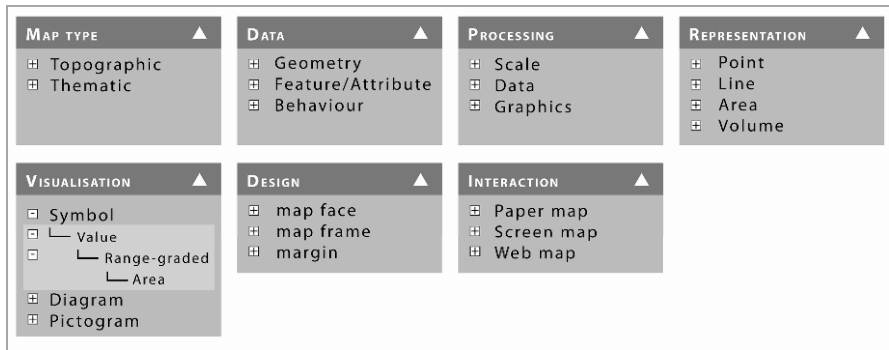 MAP TYPE
Topographic
Thematic
DATA
Geometry
Feature/Attribute
Behaviour
PROCESSING
Scale
Data
Graphics
REPRESENTATION
Point
Line
Area
Volume
VISUALISATION
Symbol
Value
Range-graded
Area
Diagram
Pictogram
DESIGN
map face
map frame
margin
INTERACTION
Paper map
Screen map
Web map